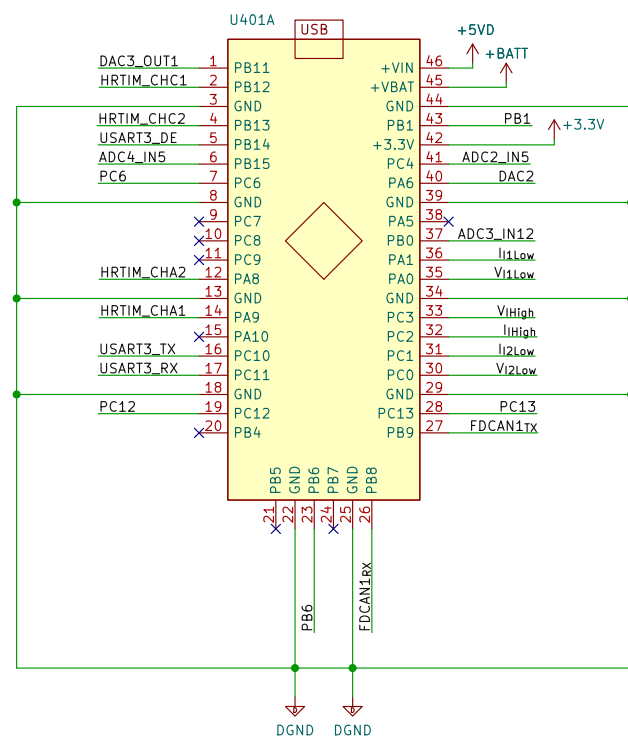 U401A
USB
+5VD
+BATT
+3.3V
DAC3_OUT1 1 PB11
HRTIM_CHC1 2 PB12
3 GND
HRTIM_CHC2 4 PB13
USART3_DE 5 PB14
ADC4_IN5 6 PB15
PC6 7 PC6
8 GND
9 PC7
10 PC8
11 PC9
HRTIM_CHA2 12 PA8
13 GND
HRTIM_CHA1 14 PA9
15 PA10
USART3_TX 16 PC10
USART3_RX 17 PC11
18 GND
PC12 19 PC12
20 PB4
+VIN 46
+VBAT 45
GND 44
PB1 43 PB1
+3.3V 42
PC4 41 ADC2_IN5
PA6 40 DAC2
GND 39
PA5 38
PB0 37 ADC3_IN12
PA1 36 II1Low
PA0 35 VI1Low
GND 34
PC3 33 VIHigh
PC2 32 IIHigh
PC1 31 II2Low
PC0 30 VI2Low
GND 29
PC13 28 PC13
PB9 27 FDCAN1TX
PB5 21
GND 22
PB6 23 PB6
PB7 24
GND 25
PB8 26 FDCAN1RX
D
D
DGND
DGND